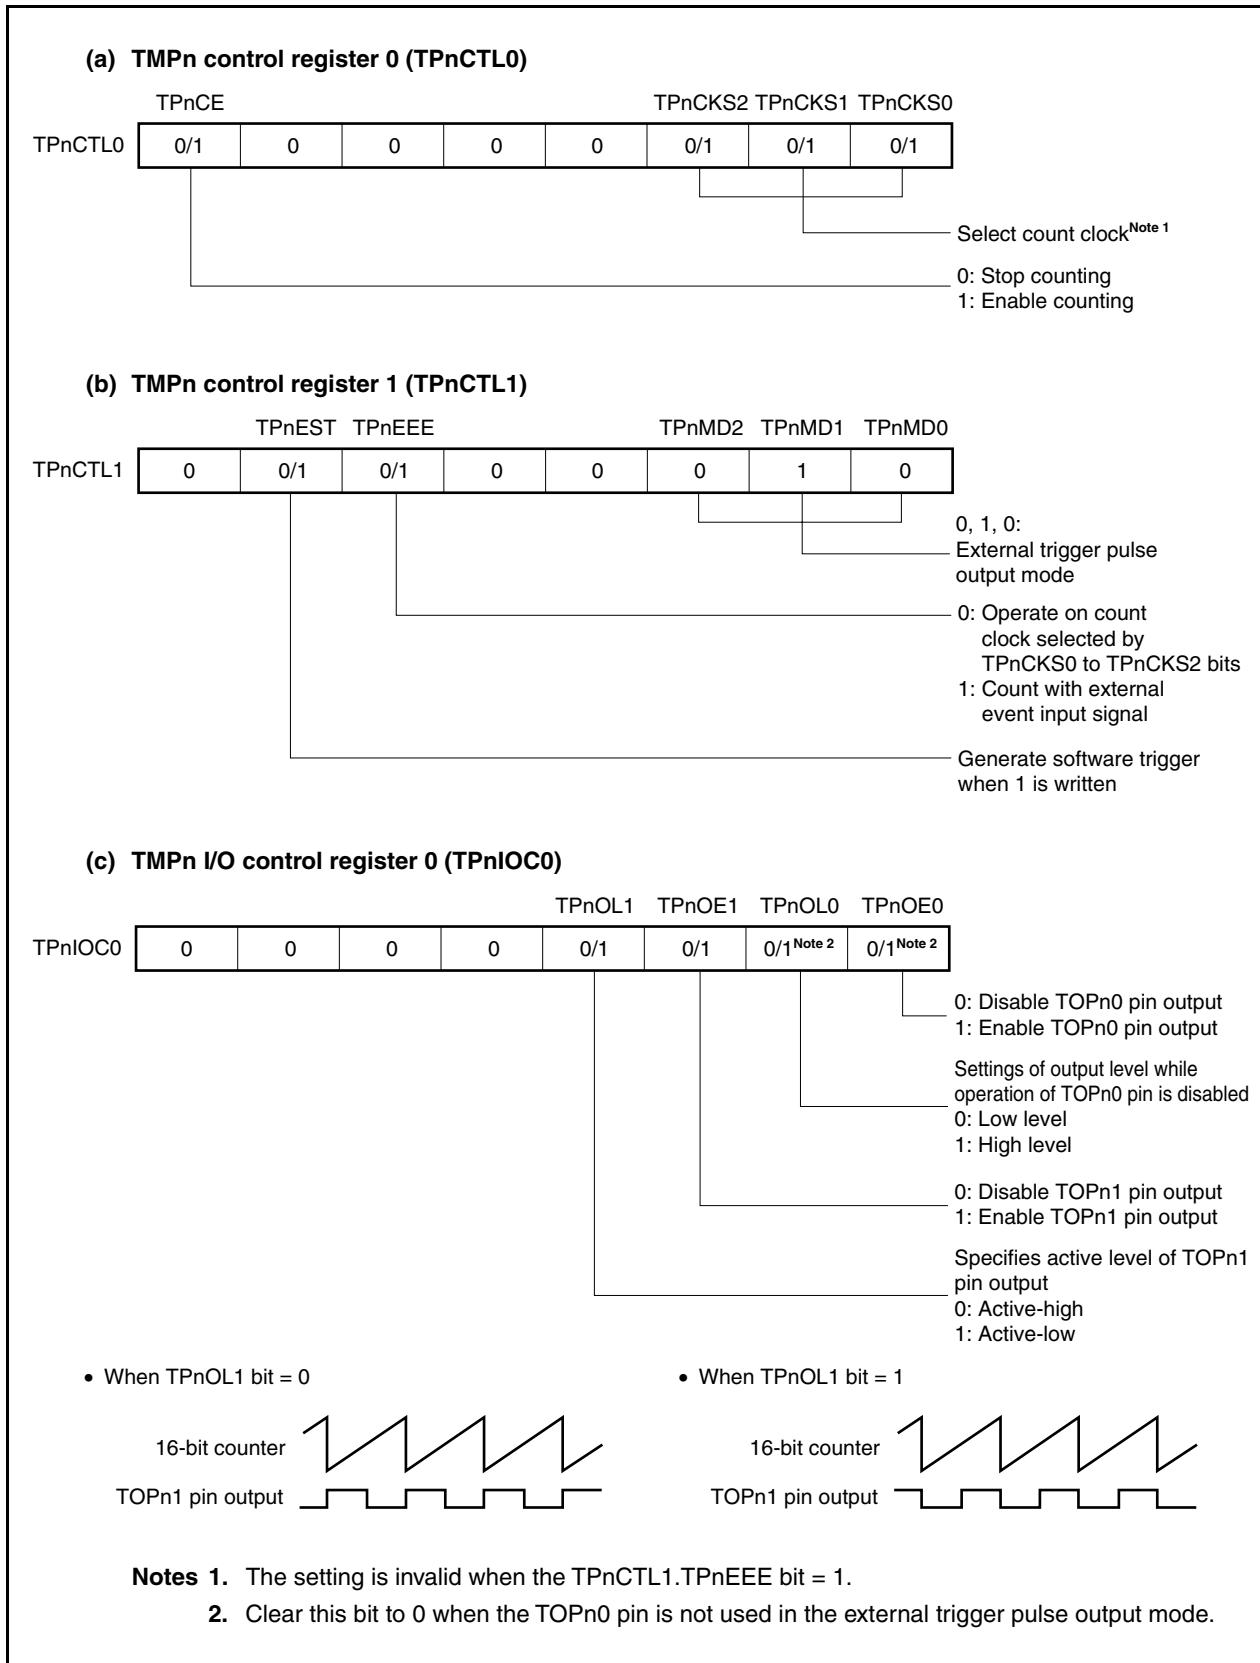 (a) TMPn control register 0 (TPnCTL0)
TPnCE TPnCKS2 TPnCKS1 TPnCKS0
TPnCTL0 0/1 0 0 0 0 0/1 0/1 0/1
Select count clock Note 1
0: Stop counting
1: Enable counting
(b) TMPn control register 1 (TPnCTL1)
TPnEST TPnEEE TPnMD2 TPnMD1 TPnMD0
TPnCTL1 0 0/1 0/1 0 0 0 1 0
0, 1, 0:
External trigger pulse
output mode
0: Operate on count
clock selected by
TPnCKS0 to TPnCKS2 bits
1: Count with external
event input signal
Generate software trigger
when 1 is written
(c) TMPn I/O control register 0 (TPnIOC0)
TPnOL1 TPnOE1 TPnOL0 TPnOE0
TPnIOC0 0 0 0 0 0/1 0/1 0/1 Note 2 0/1 Note 2
0: Disable TOPn0 pin output
1: Enable TOPn0 pin output
Settings of output level while
operation of TOPn0 pin is disabled
0: Low level
1: High level
0: Disable TOPn1 pin output
1: Enable TOPn1 pin output
Specifies active level of TOPn1
pin output
0: Active-high
1: Active-low
• When TPnOL1 bit = 0
16-bit counter
TOPn1 pin output
• When TPnOL1 bit = 1
16-bit counter
TOPn1 pin output
Notes 1. The setting is invalid when the TPnCTL1.TPnEEE bit = 1.
2. Clear this bit to 0 when the TOPn0 pin is not used in the external trigger pulse output mode.